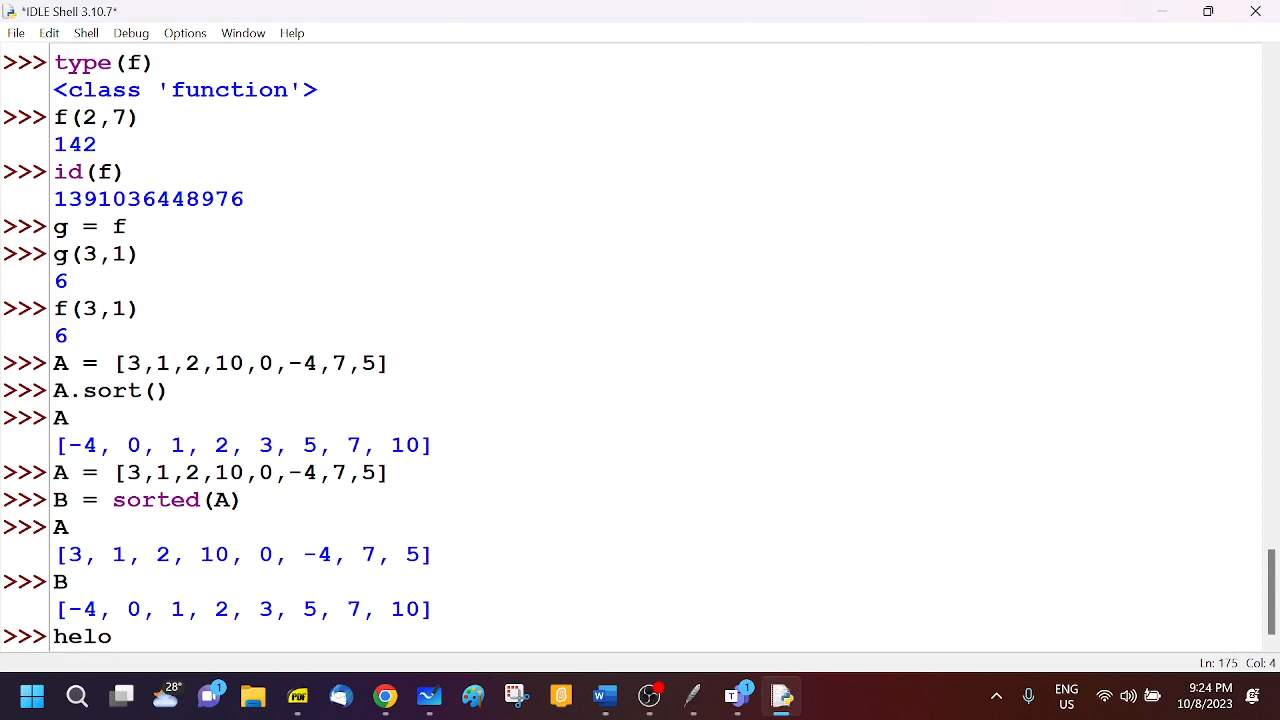 *IDLE Shell 3.10.7*
File Edit Shell Debug Options Window Help
>>> type(f)
<class 'function'>
>>> f(2,7)
142
>>> id(f)
1391036448976
>>> g = f
>>> g(3,1)
6
>>> f(3,1)
6
>>> A = [3,1,2,10,0,-4,7,5]
>>> A.sort()
>>> A
[-4, 0, 1, 2, 3, 5, 7, 10]
>>> A = [3,1,2,10,0,-4,7,5]
>>> B = sorted(A)
>>> A
[3, 1, 2, 10, 0, -4, 7, 5]
>>> B
[-4, 0, 1, 2, 3, 5, 7, 10]
>>> helo
Ln: 175 Col: 4
28° 1 PDF W T 1 ENG 9:24 PM
US 10/8/2023